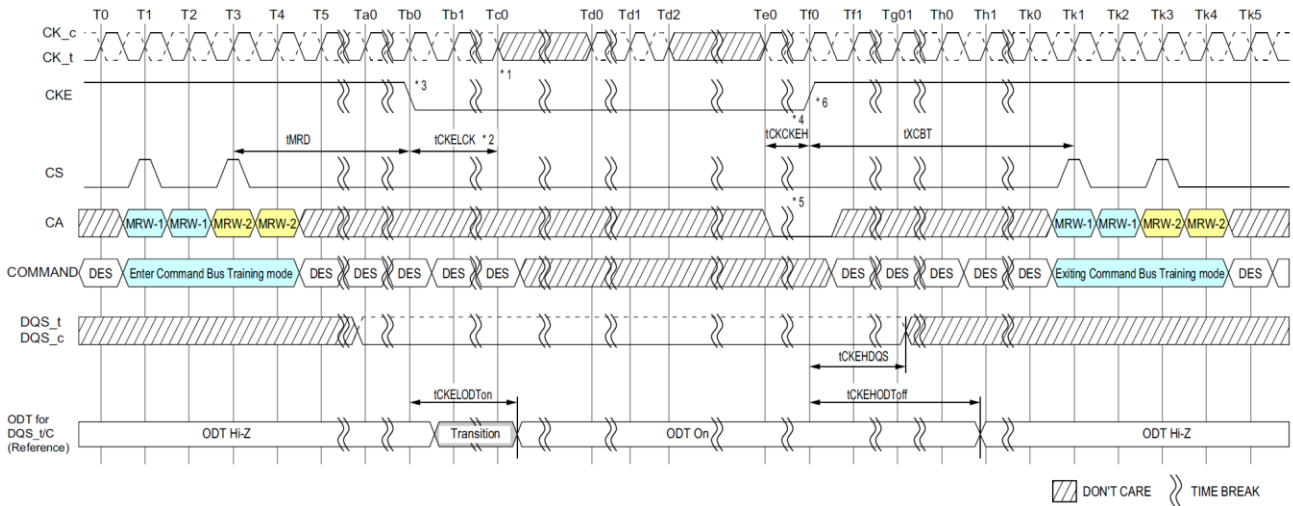 T0 T1 T2 T3 T4 T5 Ta0 Tb0 Tb1 Tc0 Td0 Td1 Td2 Te0 Tf0 Tf1 Tg01 Th0 Th1 Tk0 Tk1 Tk2 Tk3 Tk4 Tk5
CK_c
CK_t
*1
CKE
*3
*6
*4
tMRD
tCKELCK *2
tCKCKEH
tXCBT
CS
*5
CA
MRW-1 MRW-1 MRW-2 MRW-2
MRW-1 MRW-1 MRW-2 MRW-2
COMMAND
DES Enter Command Bus Training mode DES DES DES DES DES
DES DES DES DES DES Exiting Command Bus Training mode DES
DQS_t
DQS_c
tCKEHDQS
tCKELODTon
tCKEHODToff
ODT for
DQS_t/C
(Reference)
ODT Hi-Z
Transition
ODT On
ODT Hi-Z
DON'T CARE
TIME BREAK